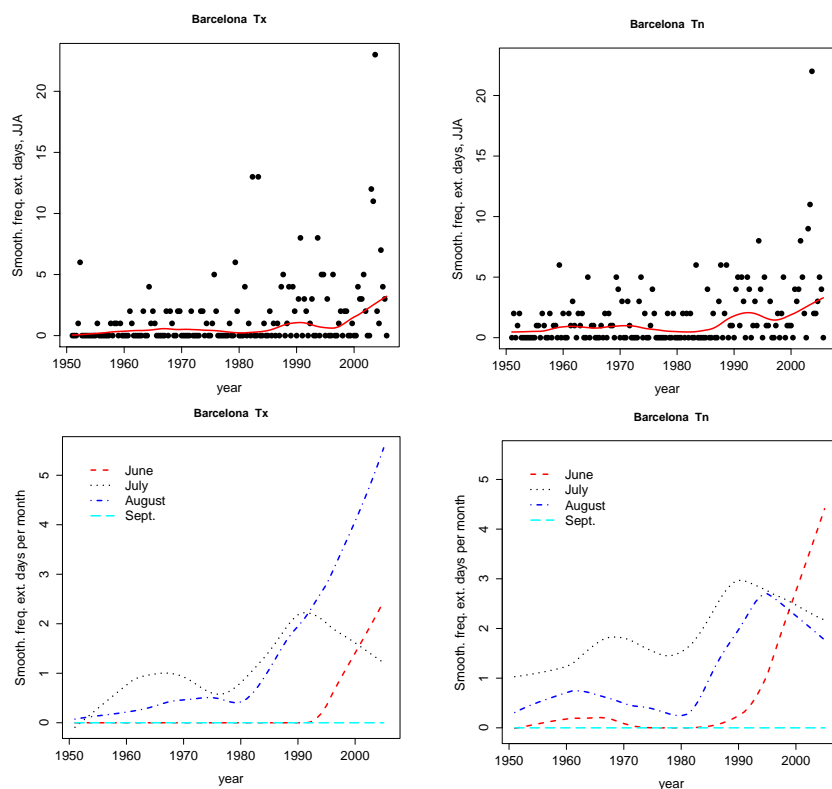 Barcelona Tx
Smooth. freq. ext. days, JJA
20
15
10
5
0
1950 1960 1970 1980 1990 2000
year
Barcelona Tn
Smooth. freq. ext. days, JJA
20
15
10
5
0
1950 1960 1970 1980 1990 2000
year
Barcelona Tx
Smooth. freq. ext. days per month
5
4
3
2
1
0
June
July
August
Sept.
1950 1960 1970 1980 1990 2000
year
Barcelona Tn
Smooth. freq. ext. days per month
5
4
3
2
1
0
June
July
August
Sept.
1950 1960 1970 1980 1990 2000
year